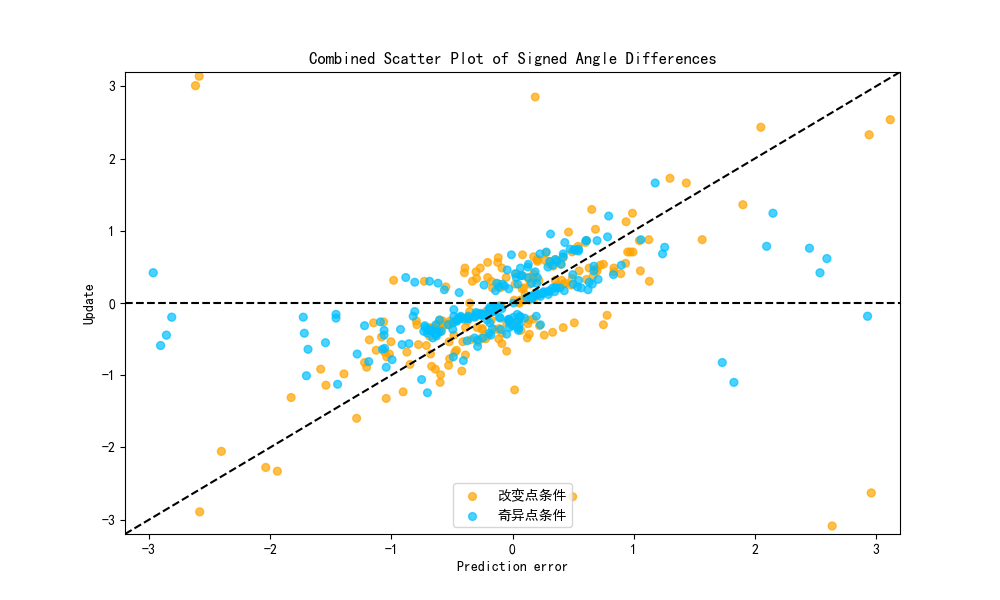 Combined Scatter Plot of Signed Angle Differences
Update
3
2
1
0
−1
−2
−3
−3
−2
−1
0
1
2
3
Prediction error
改变点条件
奇异点条件